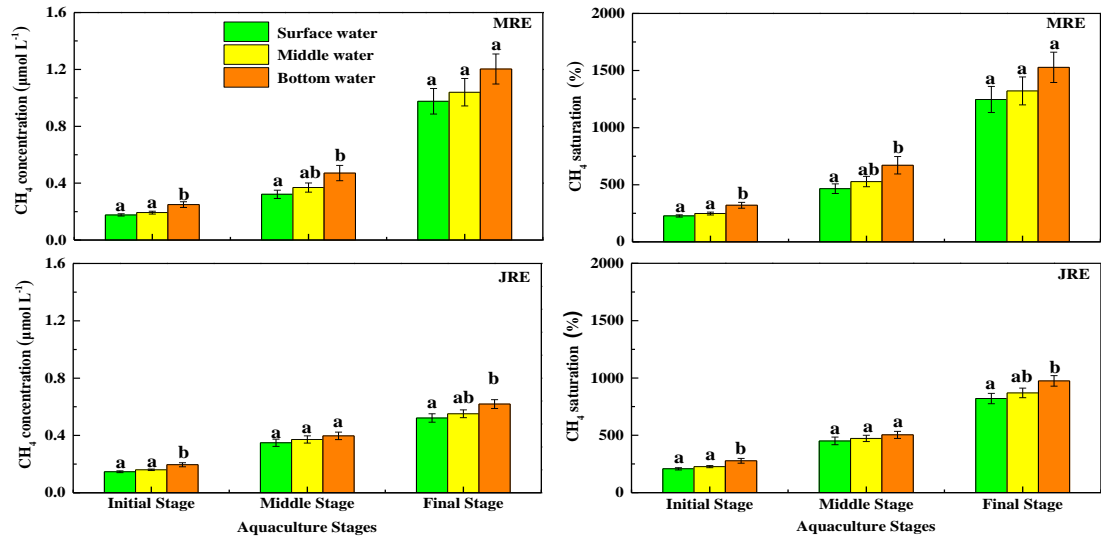 1.6
1.2
0.8
0.4
0.0
CH4 concentration (µmol L-1)
MRE
Surface water
Middle water
Bottom water
a a b
a ab b
a a a
2000
1500
1000
500
0
CH4 saturation (%)
MRE
a a b
a ab b
a a a
1.6
1.2
0.8
0.4
0.0
CH4 concentration (µmol L-1)
JRE
a a b
a a a
a ab b
Initial Stage Middle Stage Final Stage
Aquaculture Stages
2000
1500
1000
500
0
CH4 saturation (%)
JRE
a a b
a a a
a ab b
Initial Stage Middle Stage Final Stage
Aquaculture Stages